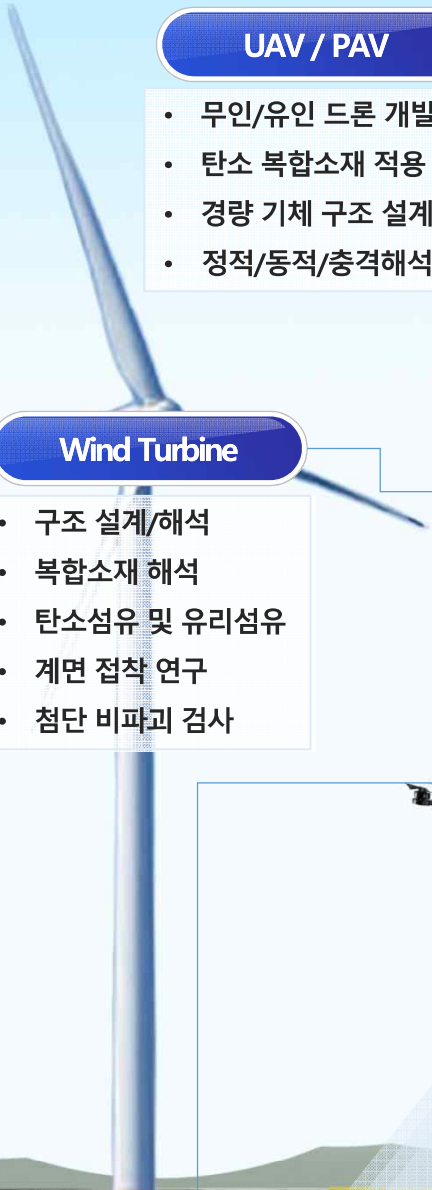 UAV / PAV
• 무인/유인 드론 개발
• 탄소 복합소재 적용
• 경량 기체 구조 설계
• 정적/동적/충격해석
Wind Turbine
• 구조 설계/해석
• 복합소재 해석
• 탄소섬유 및 유리섬유
• 계면 접착 연구
• 첨단 비파괴 검사